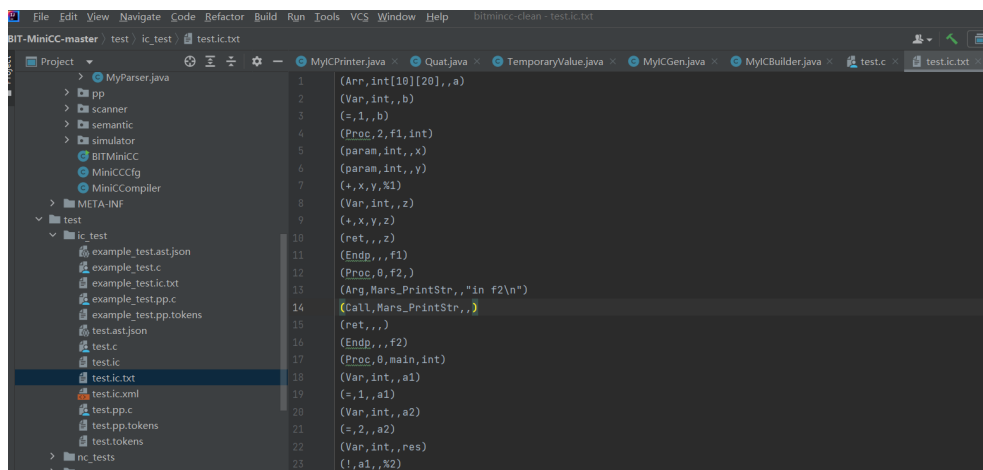 File Edit View Navigate Code Refactor Build Run Tools VCS Window Help bitmincc-clean - test.ic.txt
BIT-MiniCC-master test ic_test test.ic.txt
Project MyICPrinter.java Quat.java TemporaryValue.java MyICGen.java MyICBuilder.java test.c test.ic.txt
MyParser.java
pp
scanner
semantic
simulator
BITMiniCC
MiniCCCfg
MiniCCompiler
META-INF
test
ic_test
example_test.ast.json
example_test.c
example_test.ic.txt
example_test.pp.c
example_test.pp.tokens
test.ast.json
test.c
test.ic
test.ic.txt
test.ic.xml
test.pp.c
test.pp.tokens
test.tokens
nc_tests
1 (Arr,int[10][20],,a)
2 (Var,int,,b)
3 (=,1,,b)
4 (Proc,2,f1,int)
5 (param,int,,x)
6 (param,int,,y)
7 (+,x,y,%1)
8 (Var,int,,z)
9 (+,x,y,z)
10 (ret,,,z)
11 (Endp,,,f1)
12 (Proc,0,f2,)
13 (Arg,Mars_PrintStr,,"in f2\n")
14 (Call,Mars_PrintStr,,)
15 (ret,,,)
16 (Endp,,,f2)
17 (Proc,0,main,int)
18 (Var,int,,a1)
19 (=,1,,a1)
20 (Var,int,,a2)
21 (=,2,,a2)
22 (Var,int,,res)
23 (!,a1,,%2)